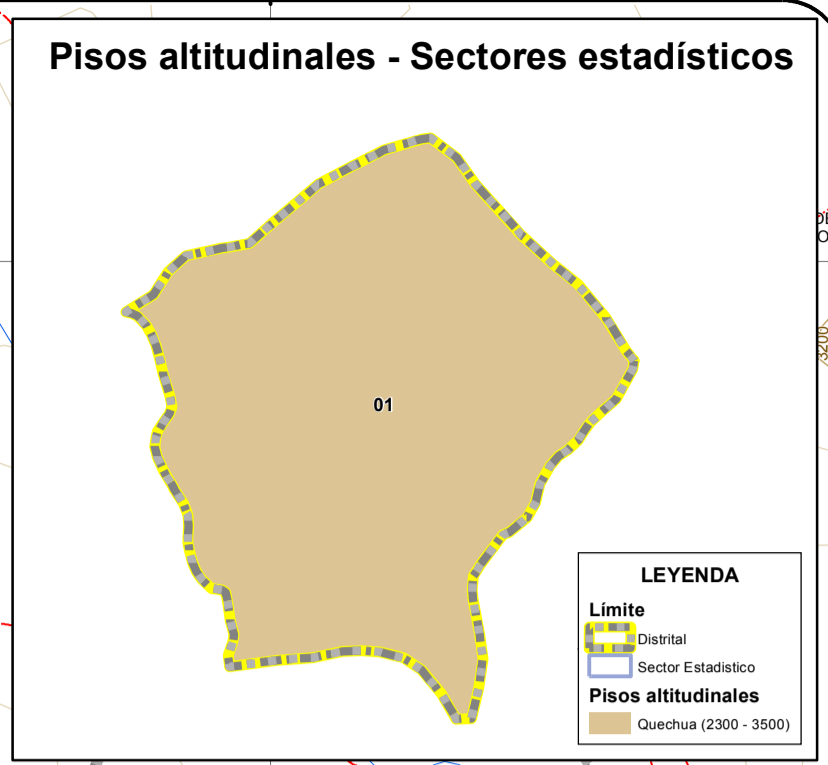 Pisos altitudinales - Sectores estadísticos
3200
01
LEYENDA
Límite
Distrital
Sector Estadistico
Pisos altitudinales
Quechua (2300 - 3500)